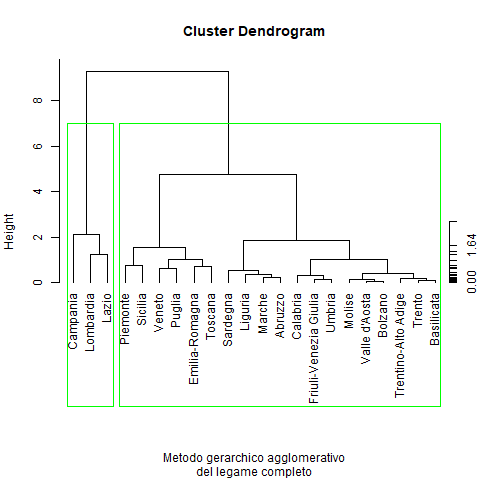 Cluster Dendrogram
Height
8
6
4
2
0
1.64
0.00
Campania
Lombardia
Lazio
Piemonte
Sicilia
Veneto
Puglia
Emilia-Romagna
Toscana
Sardegna
Liguria
Marche
Abruzzo
Calabria
Friuli-Venezia Giulia
Umbria
Molise
Valle d'Aosta
Bolzano
Trentino-Alto Adige
Trento
Basilicata
Metodo gerarchico agglomerativo
del legame completo